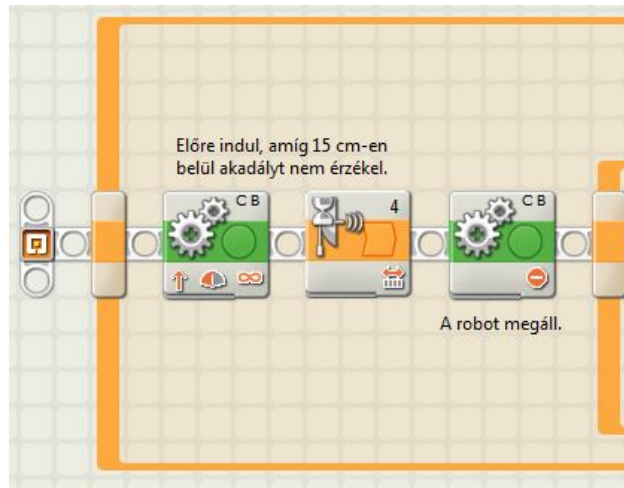 Előre indul, amíg 15 cm-en
belül akadályt nem érzékel.
C B
4
C B
A robot megáll.